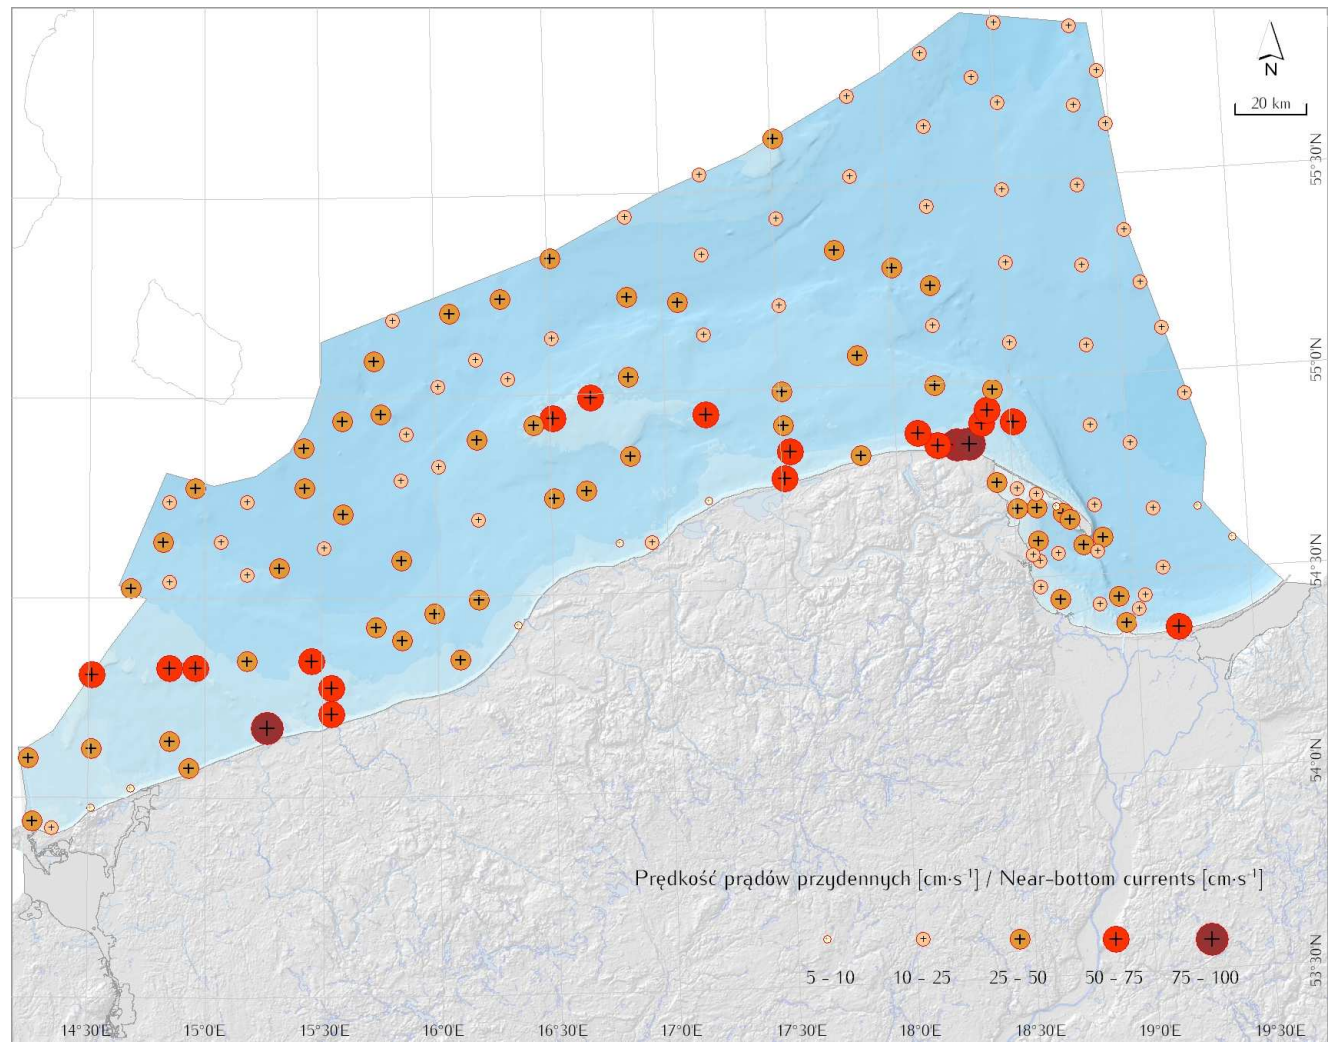 N
20 km
55°30'N
55°0'N
54°30'N
54°0'N
53°30'N
Prędkość prądów przydennych [cm·s⁻¹] / Near-bottom currents [cm·s⁻¹]
5 - 10 10 - 25 25 - 50 50 - 75 75 - 100
14°30'E 15°0'E 15°30'E 16°0'E 16°30'E 17°0'E 17°30'E 18°0'E 18°30'E 19°0'E 19°30'E